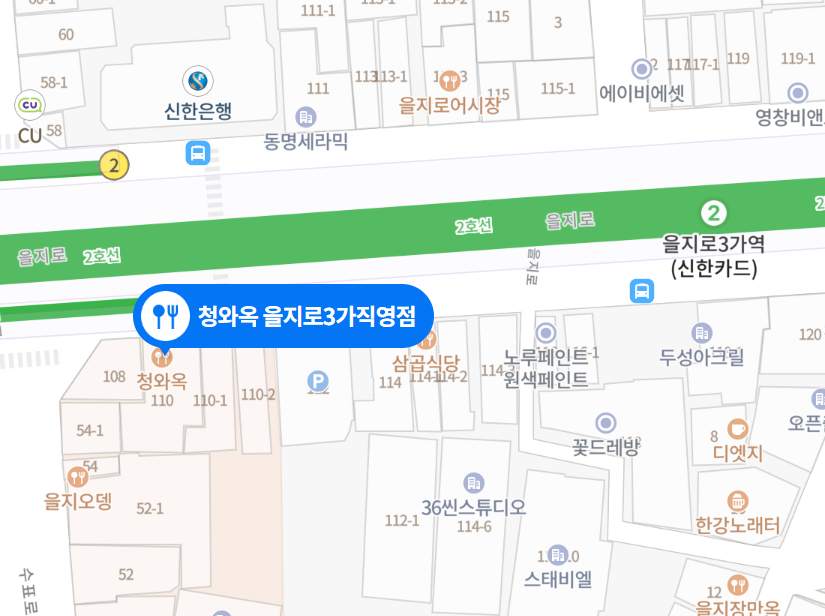 60-1
111-1
113-1
113-2
115
3
60
112
117
117-1
119
119-1
58-1
신한은행
111
113
113-1
을지로어시장
115
115-1
에이비에셋
cu
CU
58
동명세라믹
영창비앤
2
2호선
을지로
2
을지로
2호선
을지로3가역
(신한카드)
을지로
청와옥 을지로3가직영점
108
청와옥
110
110-1
110-2
P
삼곱식당
114
114-2
노루페인트
원색페인트
두성아크릴
120
54-1
꽃드레방
8
디엣지
오픈
54
을지오뎅
52-1
112-1
36씬스튜디오
114-6
한강노래터
52
스태비엘
12
을지장만옥
수표로